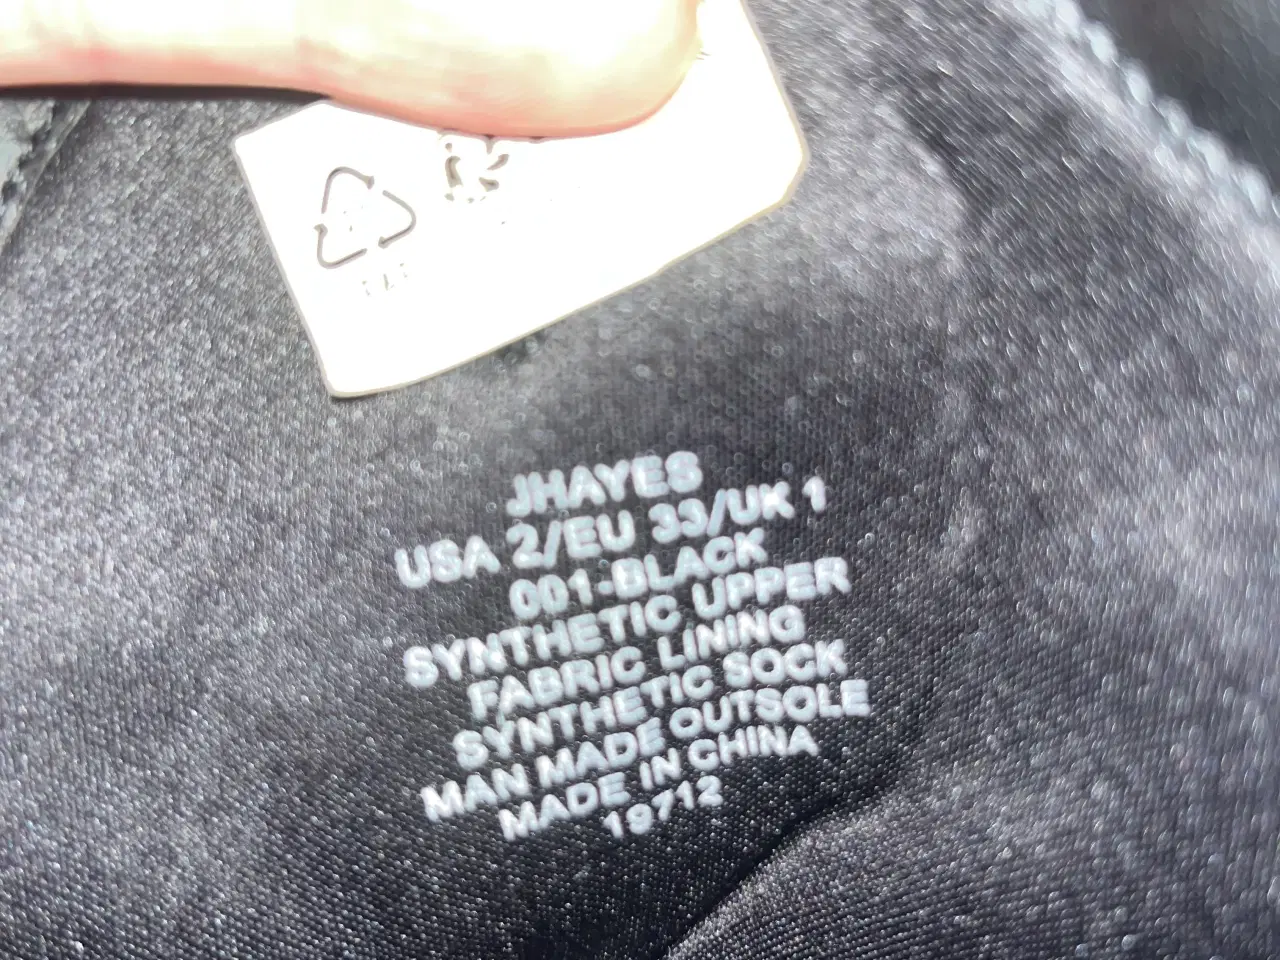 JHAYES
USA 2/EU 33/UK 1
001-BLACK
SYNTHETIC UPPER
FABRIC LINING
SYNTHETIC SOCK
MAN MADE OUTSOLE
MADE IN CHINA
19712